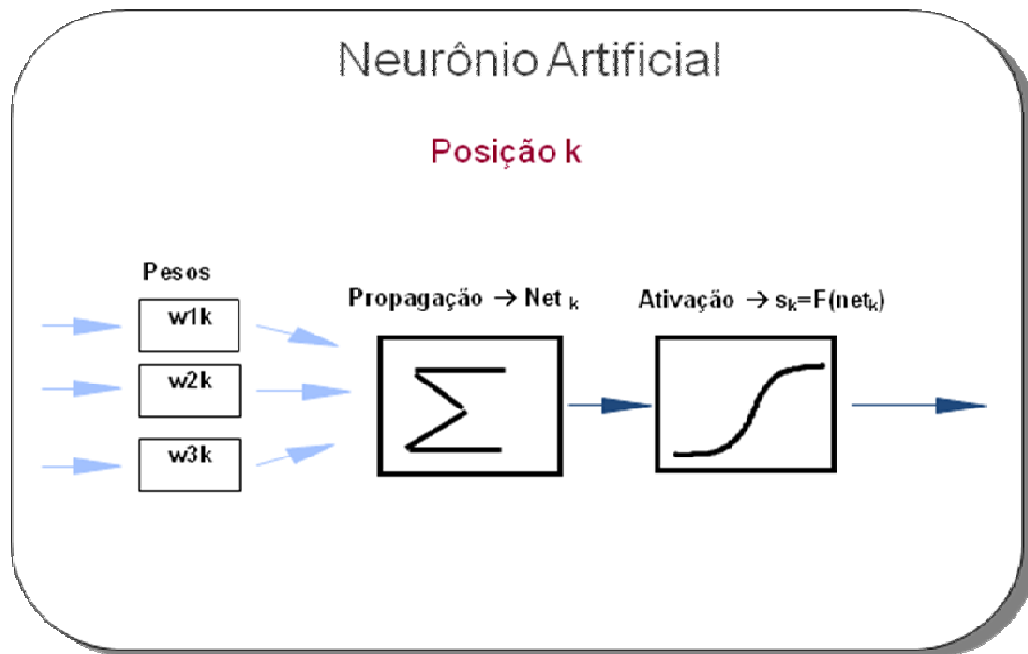 Neurônio Artificial
Posição k
Pesos
Propagação → Net k
Ativação → sk=F(netk)
w1k
w2k
w3k